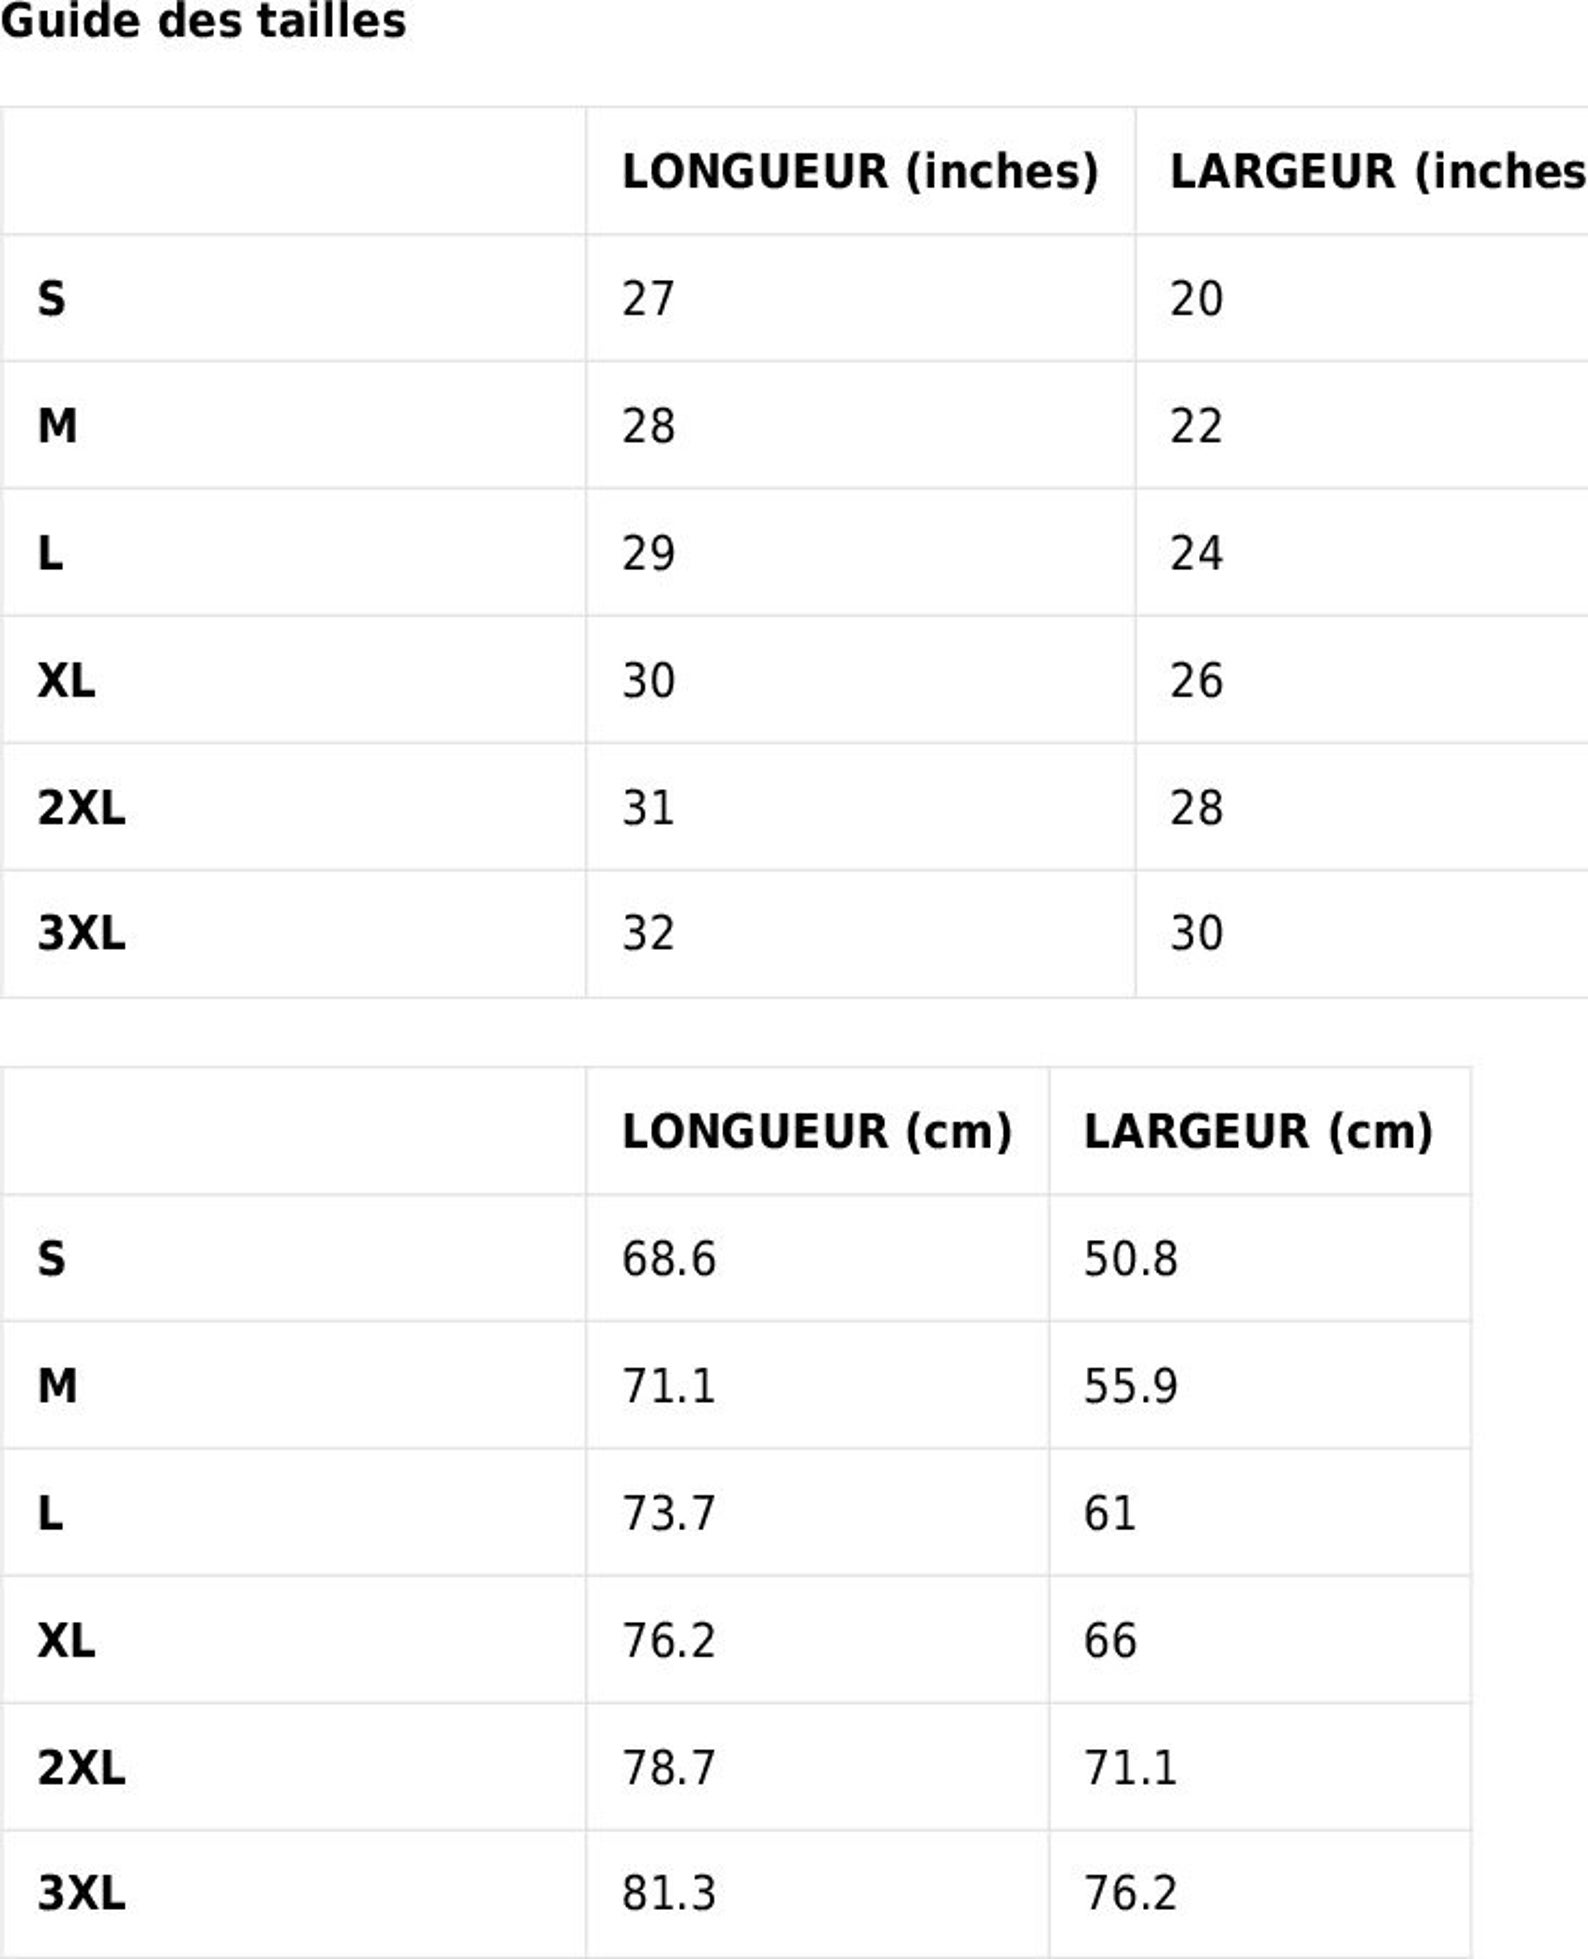 Guide des tailles
LONGUEUR (inches) LARGEUR (inches
S 27 20
M 28 22
L 29 24
XL 30 26
2XL 31 28
3XL 32 30
LONGUEUR (cm) LARGEUR (cm)
S 68.6 50.8
M 71.1 55.9
L 73.7 61
XL 76.2 66
2XL 78.7 71.1
3XL 81.3 76.2